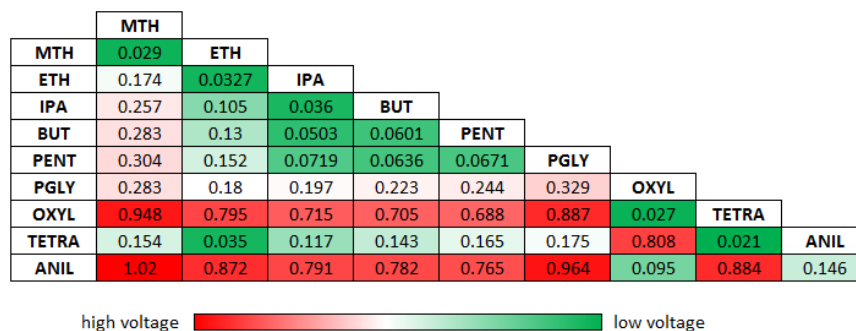 MTH
MTH 0.029 ETH
ETH 0.174 0.0327 IPA
IPA 0.257 0.105 0.036 BUT
BUT 0.283 0.13 0.0503 0.0601 PENT
PENT 0.304 0.152 0.0719 0.0636 0.0671 PGLY
PGLY 0.283 0.18 0.197 0.223 0.244 0.329 OXYL
OXYL 0.948 0.795 0.715 0.705 0.688 0.887 0.027 TETRA
TETRA 0.154 0.035 0.117 0.143 0.165 0.175 0.808 0.021 ANIL
ANIL 1.02 0.872 0.791 0.782 0.765 0.964 0.095 0.884 0.146
high voltage low voltage